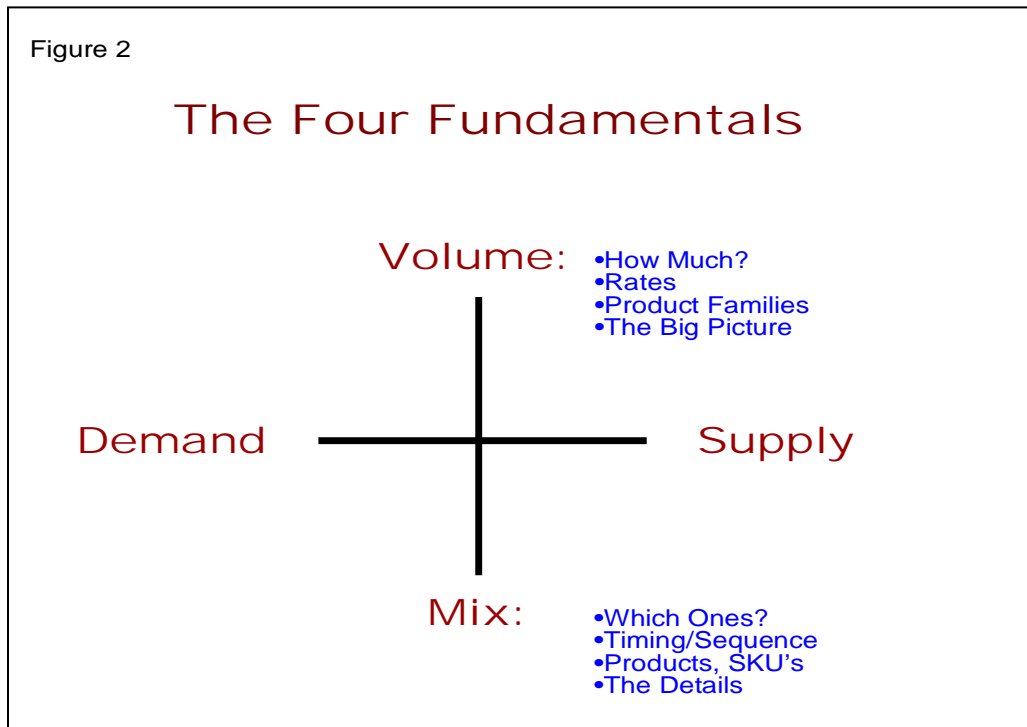 Figure 2
The Four Fundamentals
Volume:
•How Much?
•Rates
•Product Families
•The Big Picture
Demand
Supply
Mix:
•Which Ones?
•Timing/Sequence
•Products, SKU's
•The Details